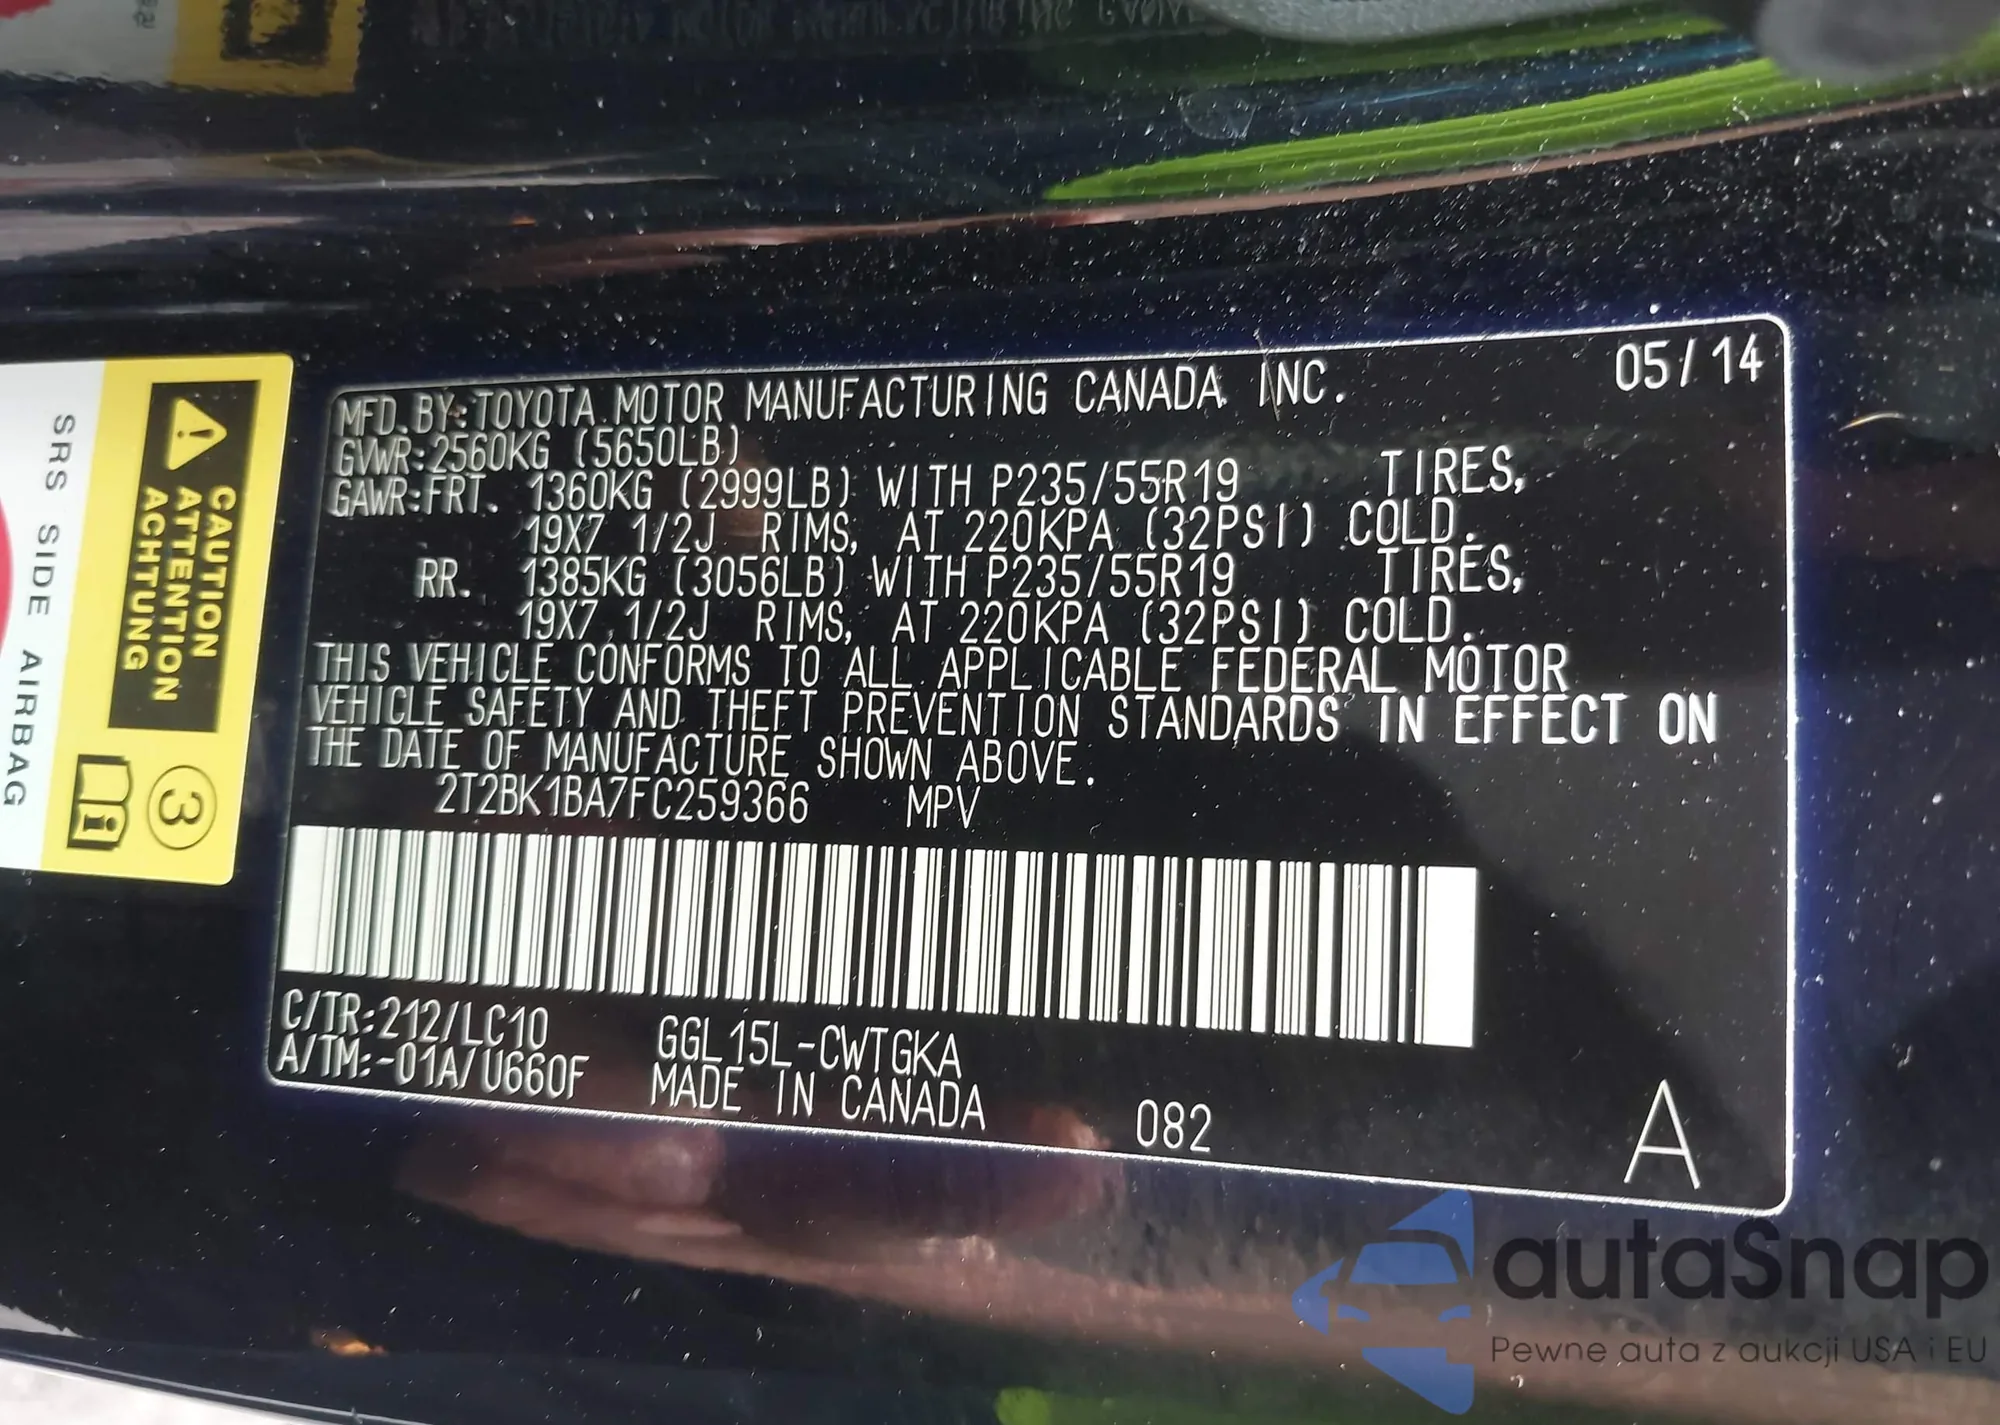 05/14
MFD.BY:TOYOTA MOTOR MANUFACTURING CANADA INC.
GVWR:2560KG (5650LB)
GAWR:FRT. 1360KG (2999LB) WITH P235/55R19 TIRES,
19X7 1/2J RIMS, AT 220KPA (32PSI) COLD.
RR. 1385KG (3056LB) WITH P235/55R19 TIRES,
19X7 1/2J RIMS, AT 220KPA (32PSI) COLD.
THIS VEHICLE CONFORMS TO ALL APPLICABLE FEDERAL MOTOR
VEHICLE SAFETY AND THEFT PREVENTION STANDARDS IN EFFECT ON
THE DATE OF MANUFACTURE SHOWN ABOVE.
2T2BK1BA7FC259366 MPV
C/TR:212/LC10 GGL15L-CWTGKA
A/TM:-01A/U660F MADE IN CANADA 082 A
CAUTION
ATTENTION
ACHTUNG
3
SRS SIDE AIRBAG
autaSnap
Pewne auta z aukcji USA i EU